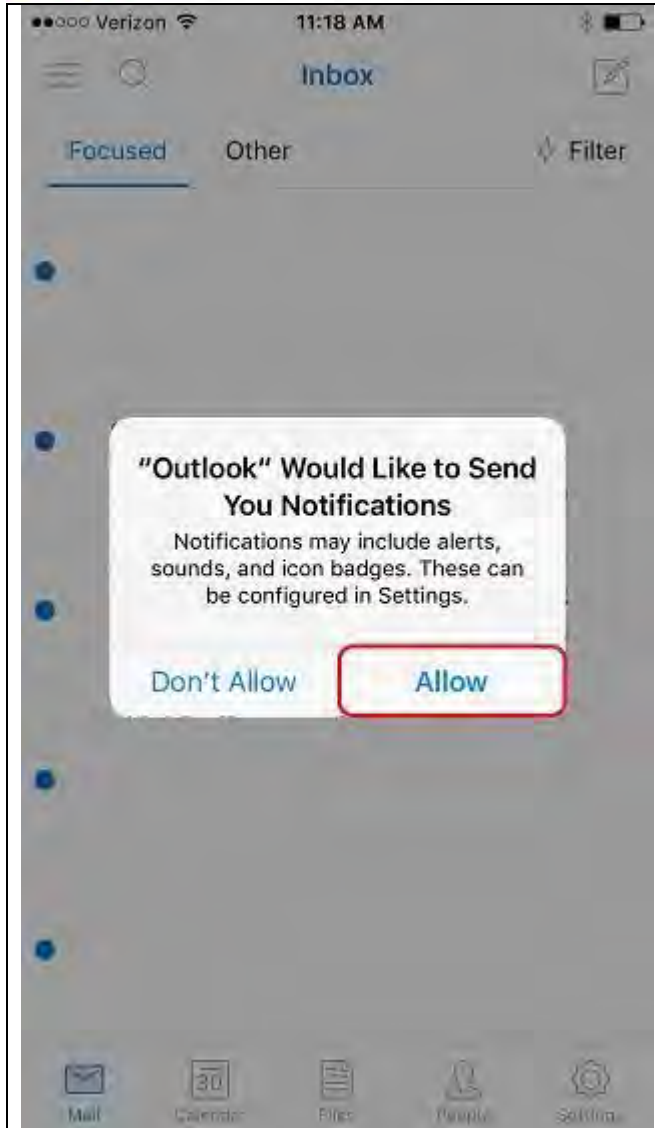 Verizon 11:18 AM
Inbox
Focused Other Filter
"Outlook" Would Like to Send
You Notifications
Notifications may include alerts,
sounds, and icon badges. These can
be configured in Settings.
Don't Allow Allow
30
Mail Calendar Files People Settings